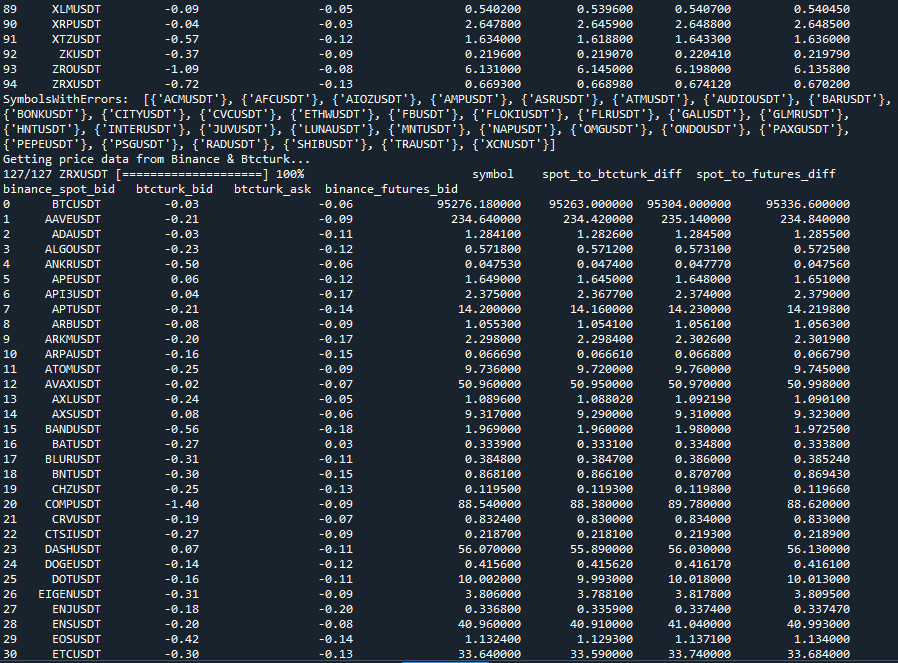 89 XLMUSDT -0.09 -0.05 0.540200 0.539600 0.540700 0.540450
90 XRPUSDT -0.04 -0.03 2.647800 2.645900 2.648800 2.648500
91 XTZUSDT -0.57 -0.12 1.634000 1.618800 1.643300 1.636000
92 ZKUSDT -0.37 -0.09 0.219600 0.219070 0.220410 0.219790
93 ZROUSDT -1.09 -0.08 6.131000 6.145000 6.198000 6.135800
94 ZRXUSDT -0.72 -0.13 0.669300 0.668980 0.674120 0.670200
SymbolsWithErrors: [{'ACMUSDT'}, {'AFCUSDT'}, {'AIOZUSDT'}, {'AMPUSDT'}, {'ASRUSDT'}, {'ATMUSDT'}, {'AUDIOUSDT'}, {'BARUSDT'},
{'BONKUSDT'}, {'CITYUSDT'}, {'CVCUSDT'}, {'ETHWUSDT'}, {'FBUSDT'}, {'FLOKIUSDT'}, {'FLRUSDT'}, {'GALUSDT'}, {'GLMRUSDT'},
{'HNTUSDT'}, {'INTERUSDT'}, {'JUVUSDT'}, {'LUNAUSDT'}, {'MNTUSDT'}, {'NAPUSDT'}, {'OMGUSDT'}, {'ONDOUSDT'}, {'PAXGUSDT'},
{'PEPEUSDT'}, {'PSGUSDT'}, {'RADUSDT'}, {'SHIBUSDT'}, {'TRAUSDT'}, {'XCNUSDT'}]
Getting price data from Binance & Btcturk...
127/127 ZRXUSDT [=====================] 100% symbol spot_to_btcturk_diff spot_to_futures_diff
binance_spot_bid btcturk_bid btcturk_ask binance_futures_bid
0 BTCUSDT -0.03 -0.06 95276.180000 95263.000000 95304.000000 95336.600000
1 AAVEUSDT -0.21 -0.09 234.640000 234.420000 235.140000 234.840000
2 ADAUSDT -0.03 -0.11 1.284100 1.282600 1.284500 1.285500
3 ALGOUSDT -0.23 -0.12 0.571800 0.571200 0.573100 0.572500
4 ANKRUSDT -0.50 -0.06 0.047530 0.047400 0.047770 0.047560
5 APEUSDT 0.06 -0.12 1.649000 1.645000 1.648000 1.651000
6 API3USDT 0.04 -0.17 2.375000 2.367700 2.374000 2.379000
7 APTUSDT -0.21 -0.14 14.200000 14.160000 14.230000 14.219800
8 ARBUSDT -0.08 -0.09 1.055300 1.054100 1.056100 1.056300
9 ARKMUSDT -0.20 -0.17 2.298000 2.298400 2.302600 2.301900
10 ARPAUSDT -0.16 -0.15 0.066690 0.066610 0.066800 0.066790
11 ATOMUSDT -0.25 -0.09 9.736000 9.720000 9.760000 9.745000
12 AVAXUSDT -0.02 -0.07 50.960000 50.950000 50.970000 50.998000
13 AXLUSDT -0.24 -0.05 1.089600 1.088020 1.092190 1.090100
14 AXSUSDT 0.08 -0.06 9.317000 9.290000 9.310000 9.323000
15 BANDUSDT -0.56 -0.18 1.969000 1.960000 1.980000 1.972500
16 BATUSDT -0.27 0.03 0.333900 0.333100 0.334800 0.333800
17 BLURUSDT -0.31 -0.11 0.384800 0.384700 0.386000 0.385240
18 BNTUSDT -0.30 -0.15 0.868100 0.866100 0.870700 0.869430
19 CHZUSDT -0.25 -0.13 0.119500 0.119300 0.119800 0.119660
20 COMPUSDT -1.40 -0.09 88.540000 88.380000 89.780000 88.620000
21 CRVUSDT -0.19 -0.07 0.832400 0.830000 0.834000 0.833000
22 CTSIUSDT -0.27 -0.09 0.218700 0.218100 0.219300 0.218900
23 DASHUSDT 0.07 -0.11 56.070000 55.890000 56.030000 56.130000
24 DOGEUSDT -0.14 -0.12 0.415600 0.415620 0.416170 0.416100
25 DOTUSDT -0.16 -0.11 10.002000 9.993000 10.018000 10.013000
26 EIGENUSDT -0.31 -0.09 3.806000 3.788100 3.817800 3.809500
27 ENJUSDT -0.18 -0.20 0.336800 0.335900 0.337400 0.337470
28 ENSUSDT -0.20 -0.08 40.960000 40.910000 41.040000 40.993000
29 EOSUSDT -0.42 -0.14 1.132400 1.129300 1.137100 1.134000
30 ETCUSDT -0.30 -0.13 33.640000 33.590000 33.740000 33.684000